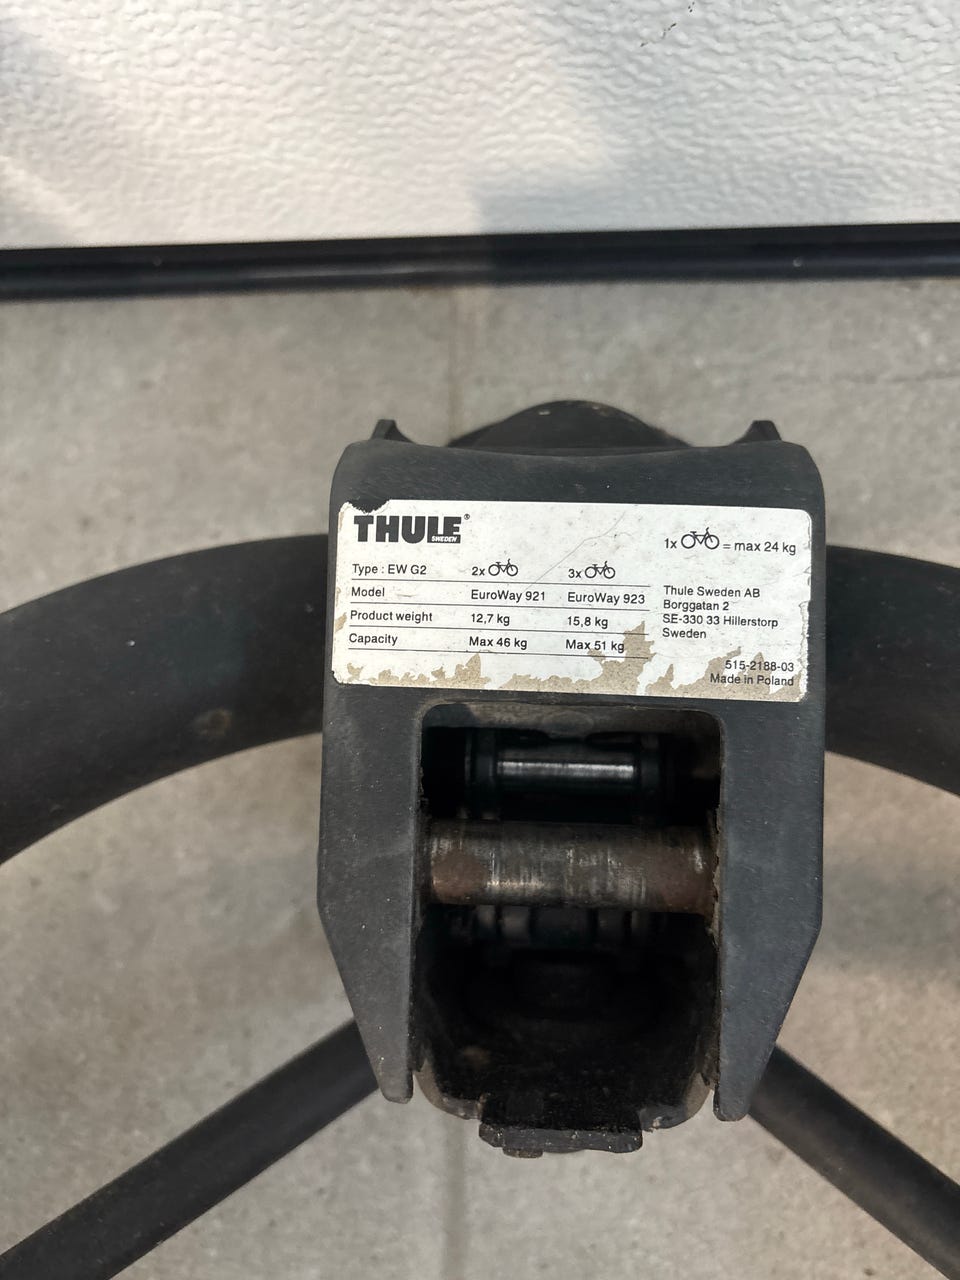 THULE®
SWEDEN
1x = max 24 kg
Type : EW G2 2x 3x
Model EuroWay 921 EuroWay 923
Product weight 12,7 kg 15,8 kg
Capacity Max 46 kg Max 51 kg
Thule Sweden AB
Borggatan 2
SE-330 33 Hillerstorp
Sweden
515-2188-03
Made in Poland